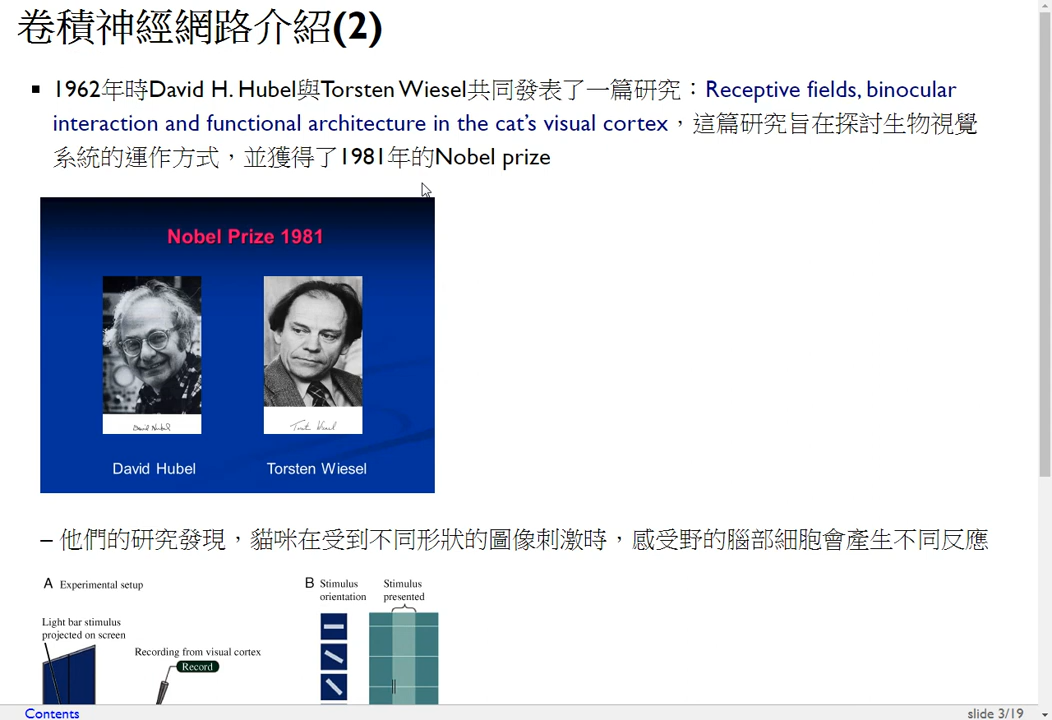 卷積神經網路介紹(2)
▪ 1962年時David H. Hubel與Torsten Wiesel共同發表了一篇研究：Receptive fields, binocular
interaction and functional architecture in the cat’s visual cortex，這篇研究旨在探討生物視覺
系統的運作方式，並獲得了1981年的Nobel prize
Nobel Prize 1981
David Hubel
Torsten Wiesel
– 他們的研究發現，貓咪在受到不同形狀的圖像刺激時，感受野的腦部細胞會產生不同反應
A Experimental setup
Light bar stimulus
projected on screen
Recording from visual cortex
Record
B Stimulus
orientation
Stimulus
presented
Contents
slide 3/19